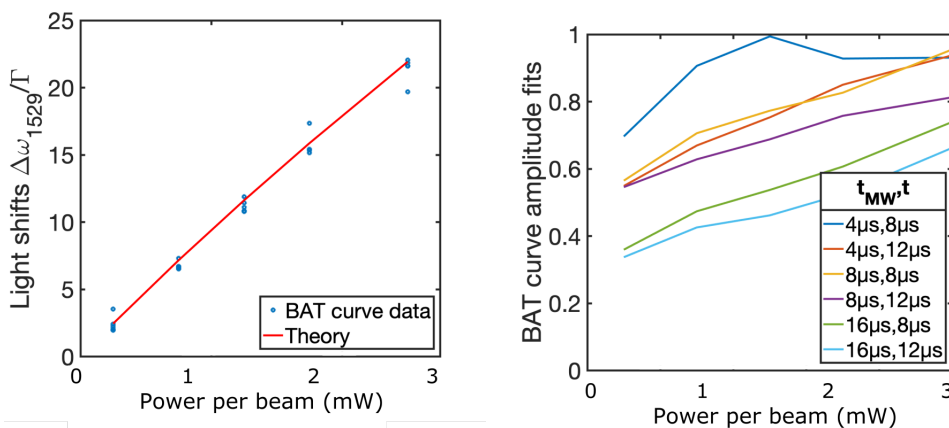 25
20
15
10
5
0
0
1
2
3
Light shifts Δω1529/Γ
Power per beam (mW)
BAT curve data
Theory
1
0.8
0.6
0.4
0.2
0
0
1
2
3
BAT curve amplitude fits
Power per beam (mW)
tMW,t
4µs,8µs
4µs,12µs
8µs,8µs
8µs,12µs
16µs,8µs
16µs,12µs